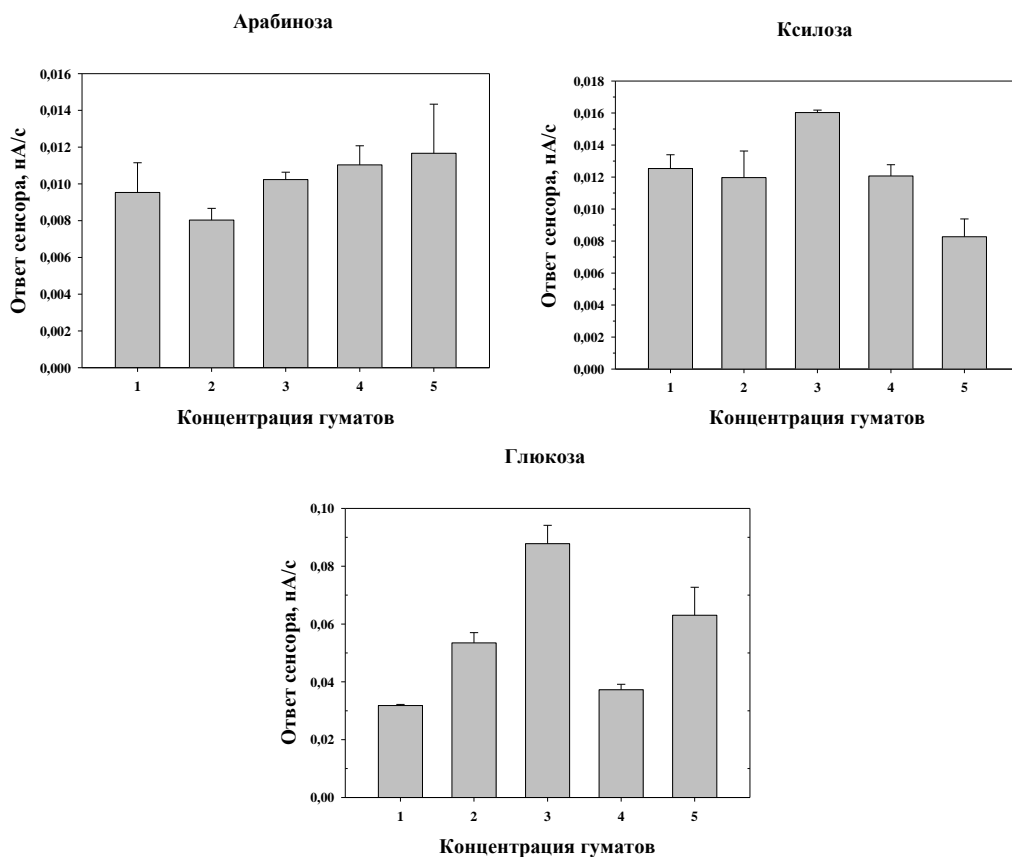 Арабиноза
Ответ сенсора, нА/с
0,016
0,014
0,012
0,010
0,008
0,006
0,004
0,002
0,000
1 2 3 4 5
Концентрация гуматов
Ксилоза
Ответ сенсора, нА/с
0,018
0,016
0,014
0,012
0,010
0,008
0,006
0,004
0,002
0,000
1 2 3 4 5
Концентрация гуматов
Глюкоза
Ответ сенсора, нА/с
0,10
0,08
0,06
0,04
0,02
0,00
1 2 3 4 5
Концентрация гуматов